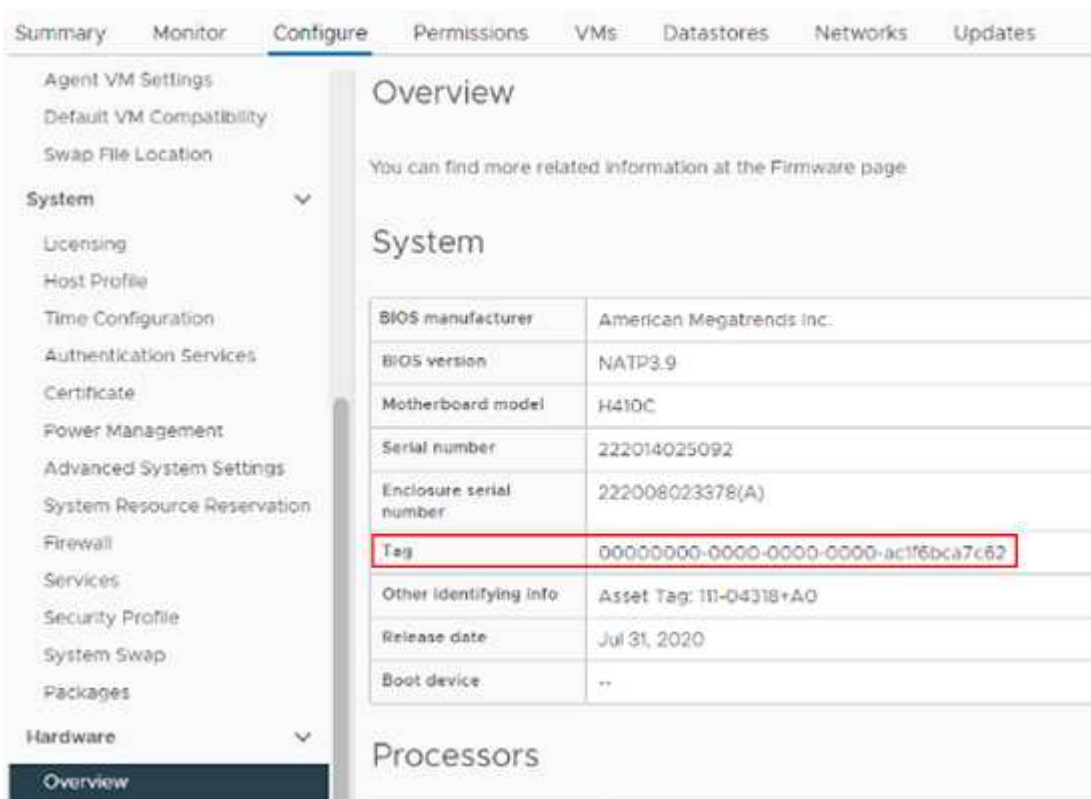 Summary Monitor Configure Permissions VMs Datastores Networks Updates
Agent VM Settings
Default VM Compatibility
Swap File Location
System
Licensing
Host Profile
Time Configuration
Authentication Services
Certificate
Power Management
Advanced System Settings
System Resource Reservation
Firewall
Services
Security Profile
System Swap
Packages
Hardware
Overview
Overview
You can find more related information at the Firmware page
System
BIOS manufacturer American Megatrends Inc.
BIOS version NATP3.9
Motherboard model H410C
Serial number 222014025092
Enclosure serial
number 222008023378(A)
Tag 00000000-0000-0000-0000-ac1f6bca7c62
Other identifying info Asset Tag: 111-04318+A0
Release date Jul 31, 2020
Boot device --
Processors